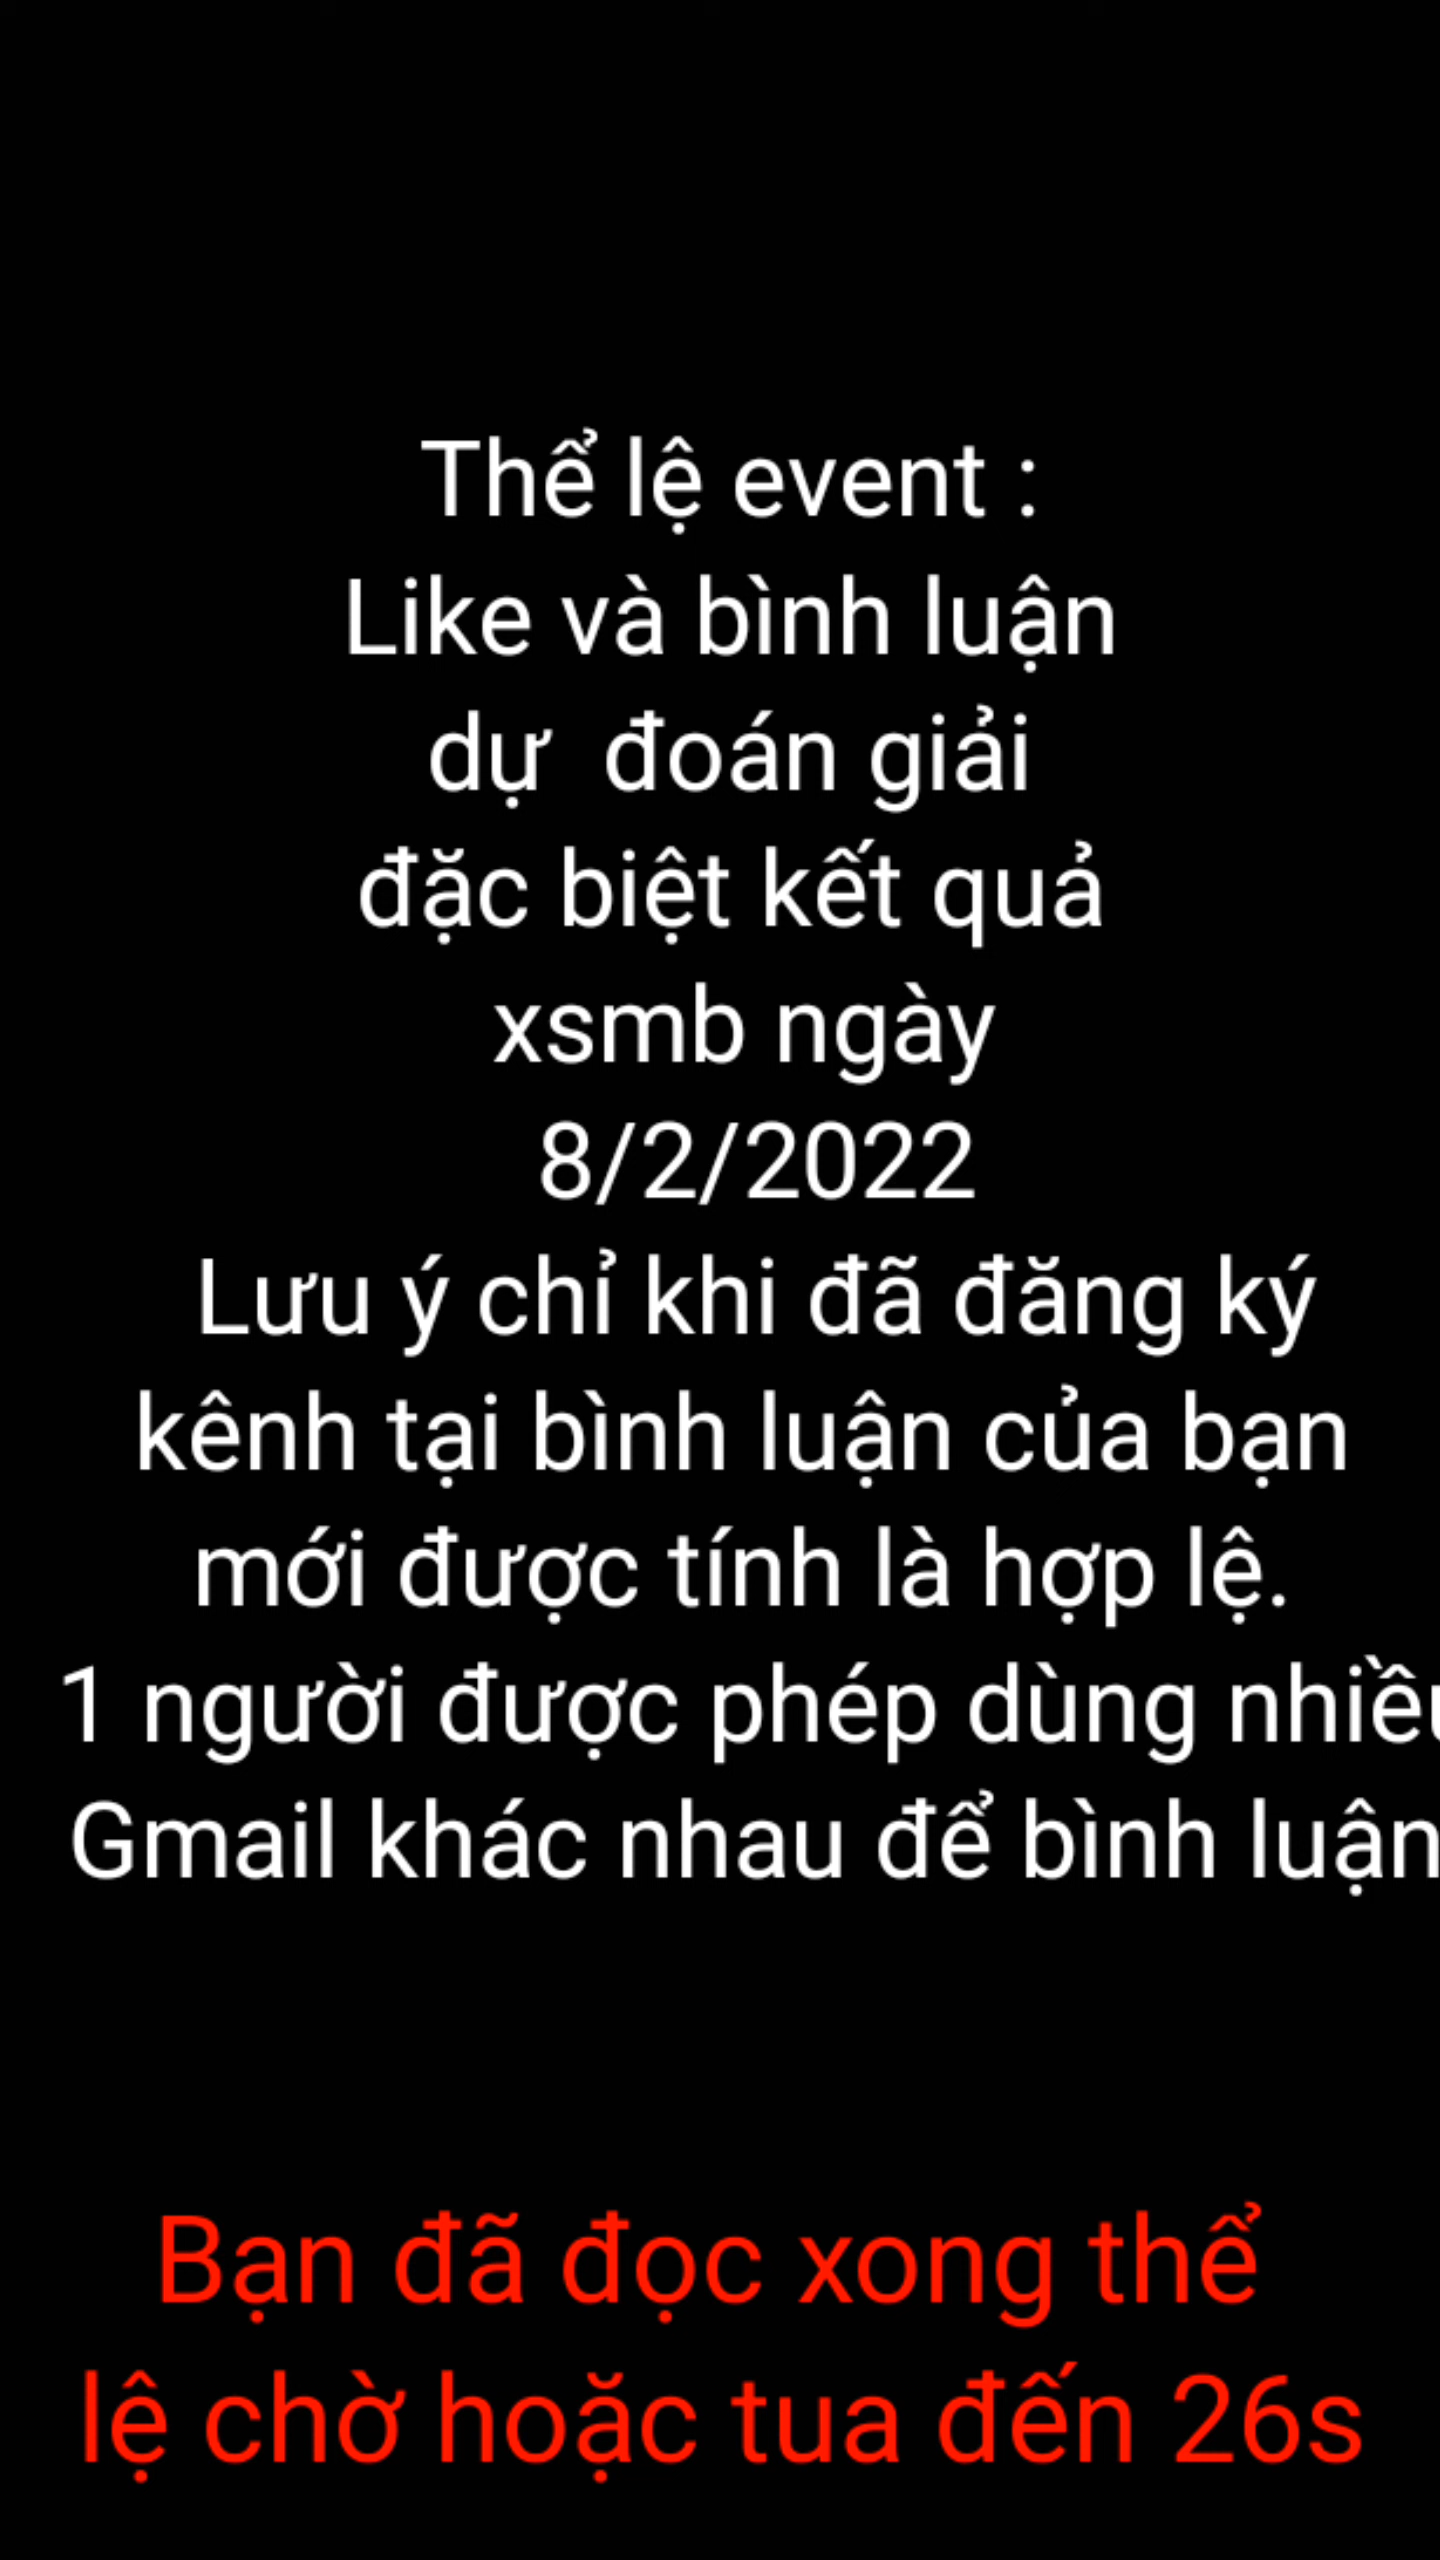 Thể lệ event :
Like và bình luận
dự  đoán giải
đặc biệt kết quả
xsmb ngày
8/2/2022
Lưu ý chỉ khi đã đăng ký
kênh tại bình luận của bạn
mới được tính là hợp lệ.
1 người được phép dùng nhiều
Gmail khác nhau để bình luận
Bạn đã đọc xong thể
lệ chờ hoặc tua đến 26s